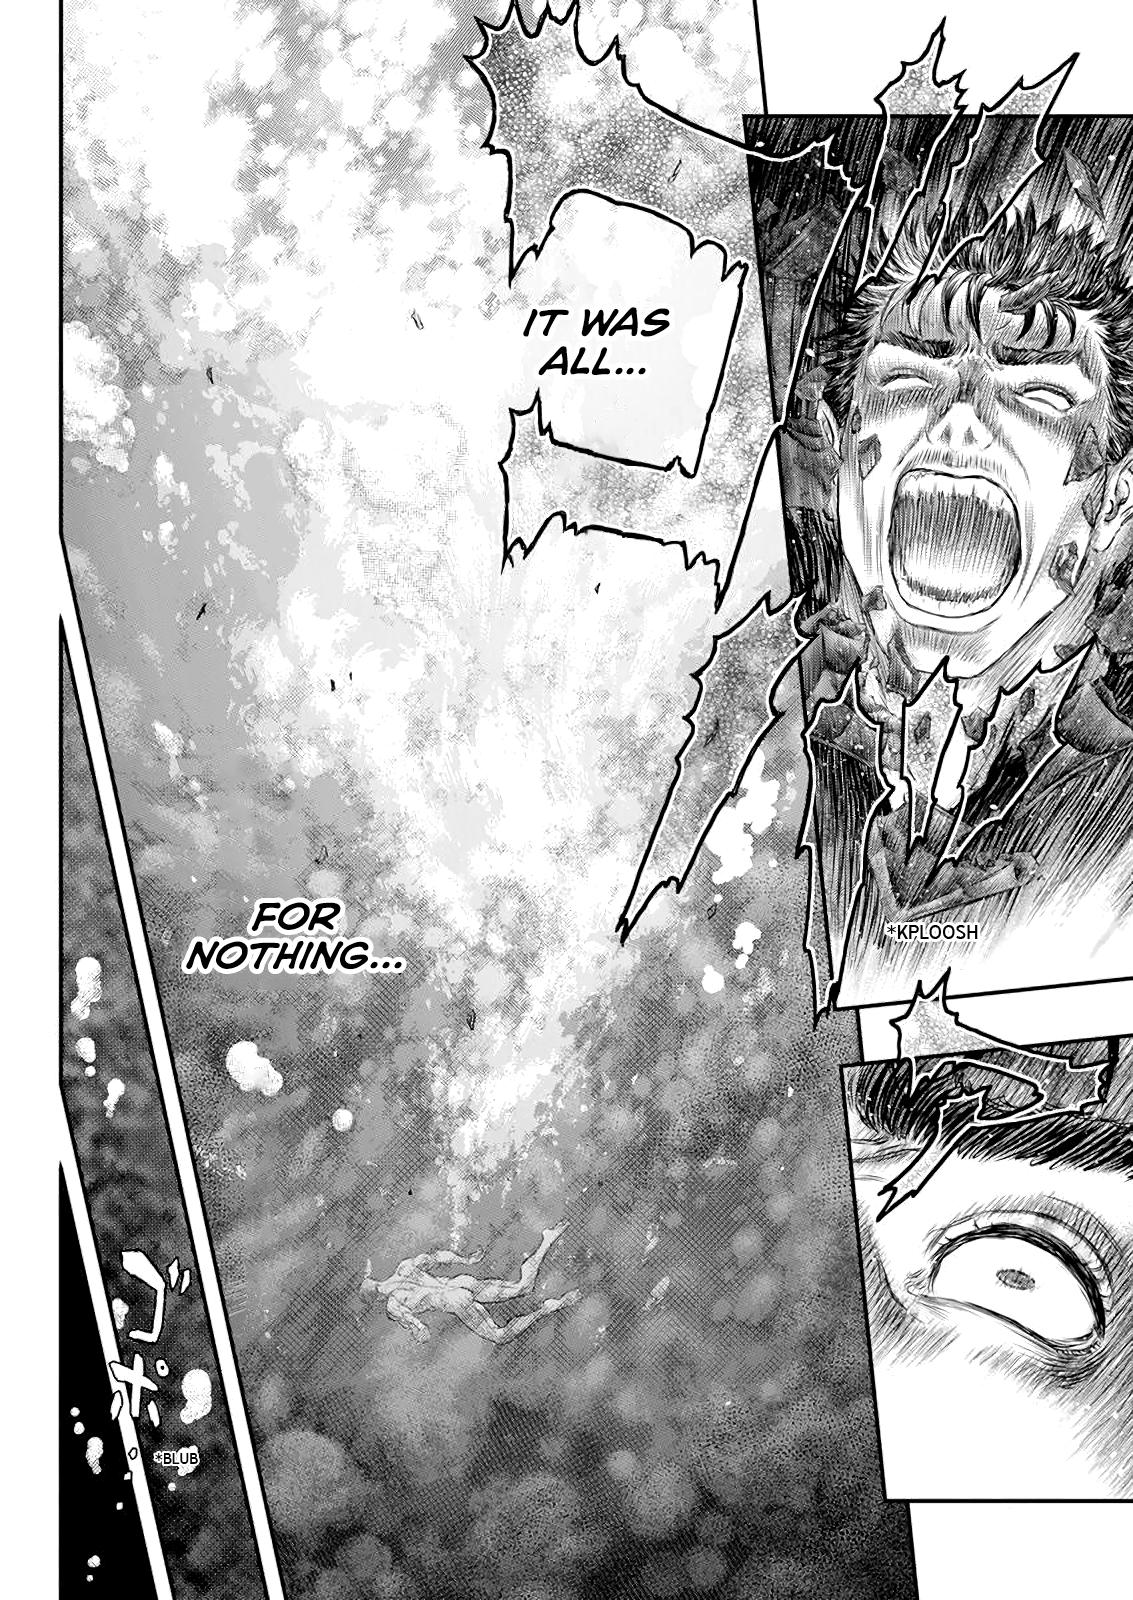 IT WAS
ALL...
*KPLOOSH
FOR
NOTHING...
ゴ
ポ
*BLUB